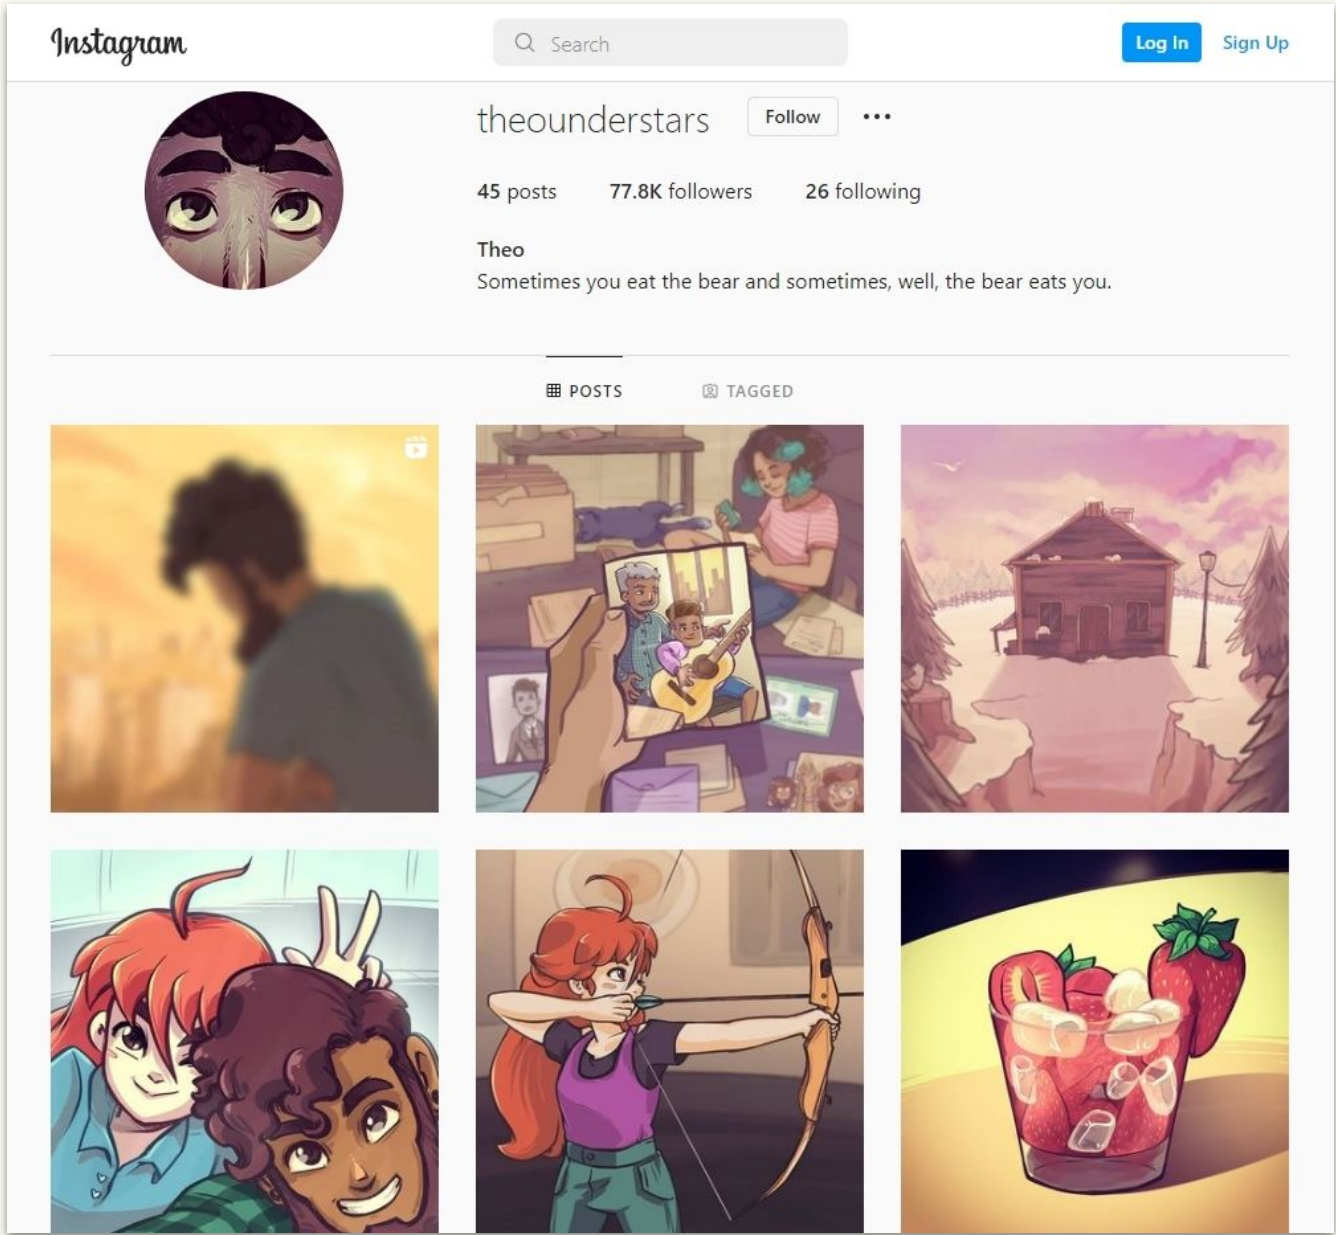 Instagram
Search
Log In
Sign Up
theounderstars
Follow
45 posts 77.8K followers 26 following
Theo
Sometimes you eat the bear and sometimes, well, the bear eats you.
POSTS
TAGGED